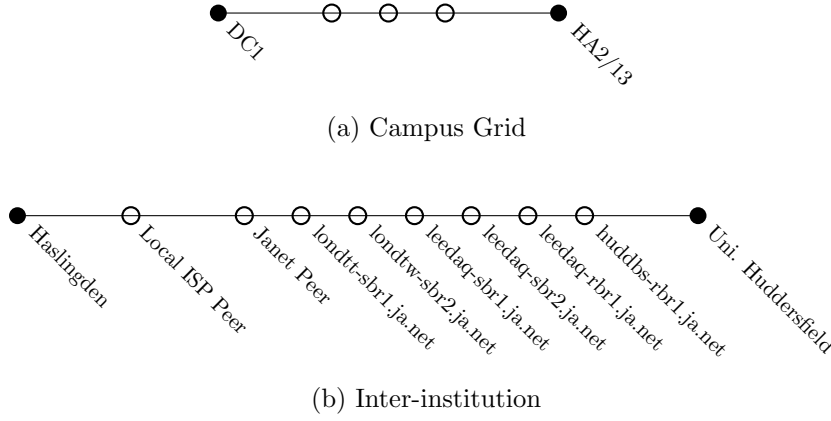 DC1
HA2/13
(a) Campus Grid
Haslingden
Local ISP Peer
Janet Peer
londtt-sbr1.ja.net
londtw-sbr2.ja.net
leedaq-sbr1.ja.net
leedaq-sbr2.ja.net
leedaq-rbr1.ja.net
huddbs-rbr1.ja.net
Uni. Huddersfield
(b) Inter-institution